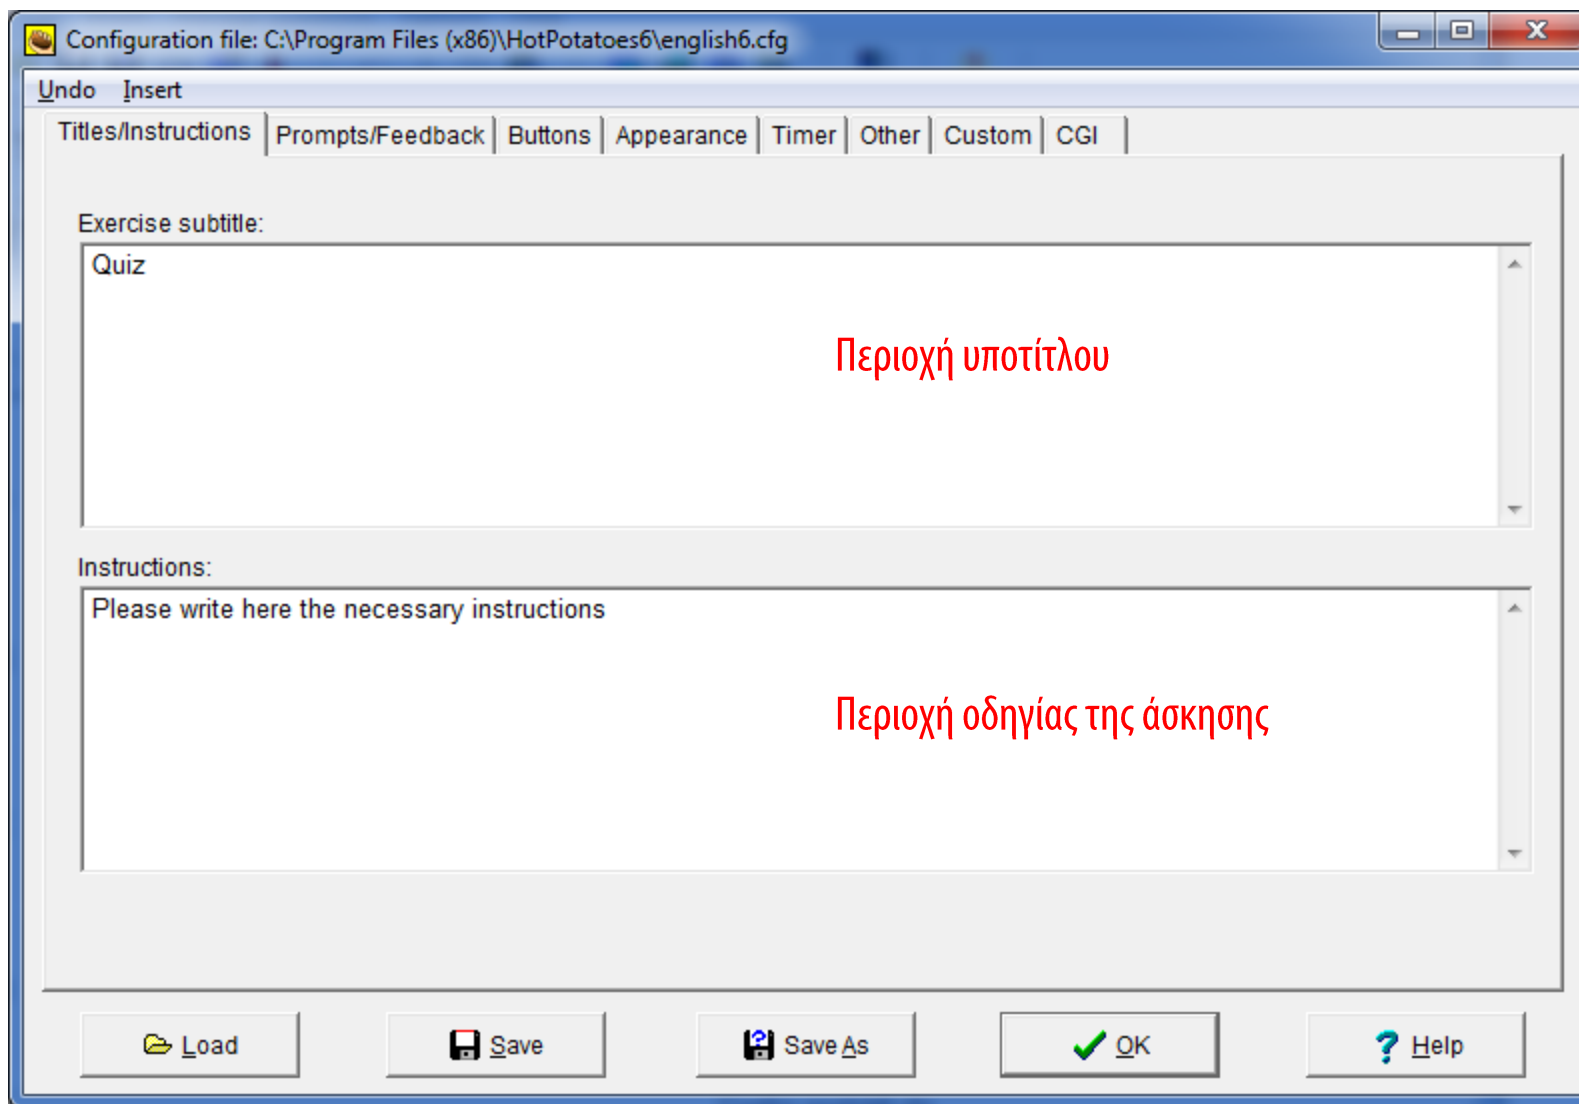 Configuration file: C:\Program Files (x86)\HotPotatoes6\english6.cfg
Undo Insert
Titles/Instructions Prompts/Feedback Buttons Appearance Timer Other Custom CGI
Exercise subtitle:
Quiz
Περιοχή υποτίτλου
Instructions:
Please write here the necessary instructions
Περιοχή οδηγίας της άσκησης
Load Save Save As OK Help